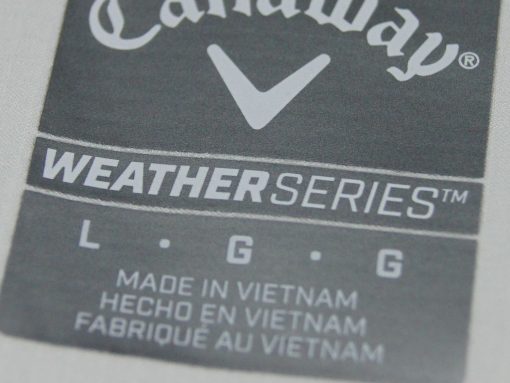 Callaway®
WEATHERSERIES™
L · G · G
MADE IN VIETNAM
HECHO EN VIETNAM
FABRIQUÉ AU VIETNAM